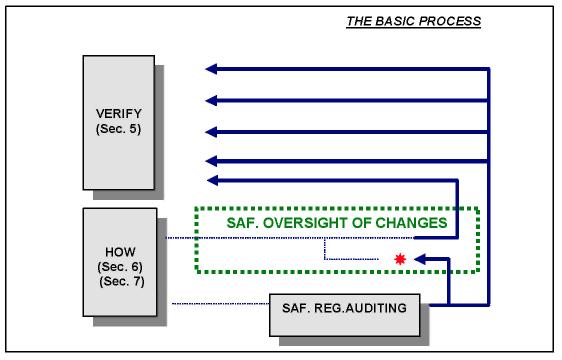 THE BASIC PROCESS
VERIFY
(Sec. 5)
SAF. OVERSIGHT OF CHANGES
HOW
(Sec. 6)
(Sec. 7)
SAF. REG.AUDITING